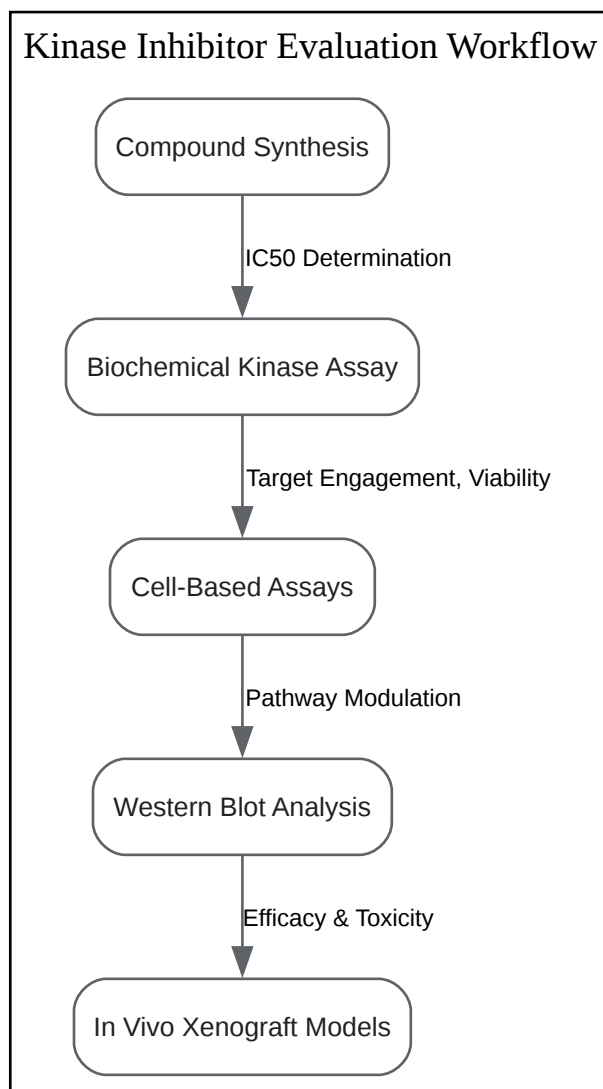 Kinase Inhibitor Evaluation Workflow
Compound Synthesis
IC50 Determination
Biochemical Kinase Assay
Target Engagement, Viability
Cell-Based Assays
Pathway Modulation
Western Blot Analysis
Efficacy & Toxicity
In Vivo Xenograft Models